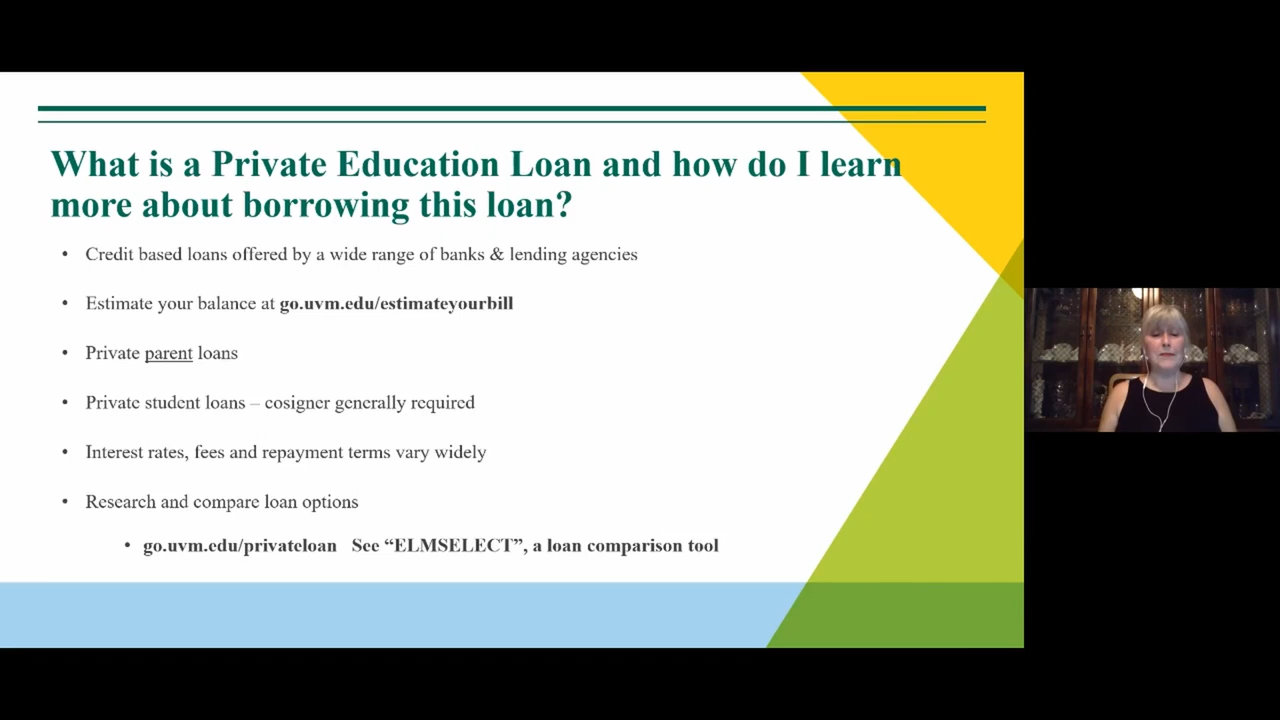 What is a Private Education Loan and how do I learn
more about borrowing this loan?
• Credit based loans offered by a wide range of banks & lending agencies
• Estimate your balance at go.uvm.edu/estimateyourbill
• Private parent loans
• Private student loans – cosigner generally required
• Interest rates, fees and repayment terms vary widely
• Research and compare loan options
• go.uvm.edu/privateloan See “ELMSELECT”, a loan comparison tool